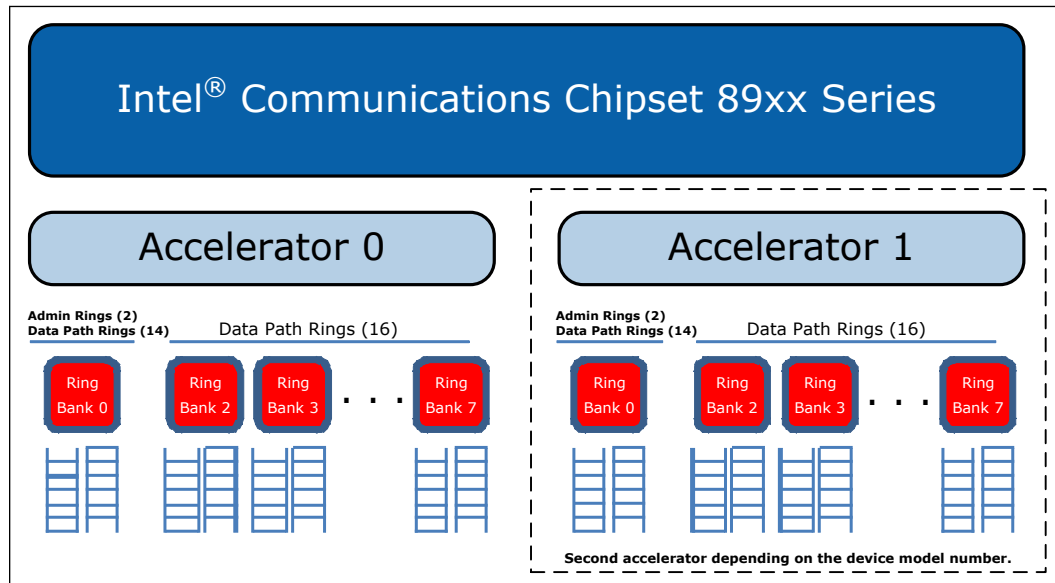 Intel® Communications Chipset 89xx Series
Accelerator 0
Accelerator 1
Admin Rings (2)
Data Path Rings (14)
Data Path Rings (16)
Admin Rings (2)
Data Path Rings (14)
Data Path Rings (16)
Ring
Bank 0
Ring
Bank 2
Ring
Bank 3
. . .
Ring
Bank 7
Ring
Bank 0
Ring
Bank 2
Ring
Bank 3
. . .
Ring
Bank 7
Second accelerator depending on the device model number.